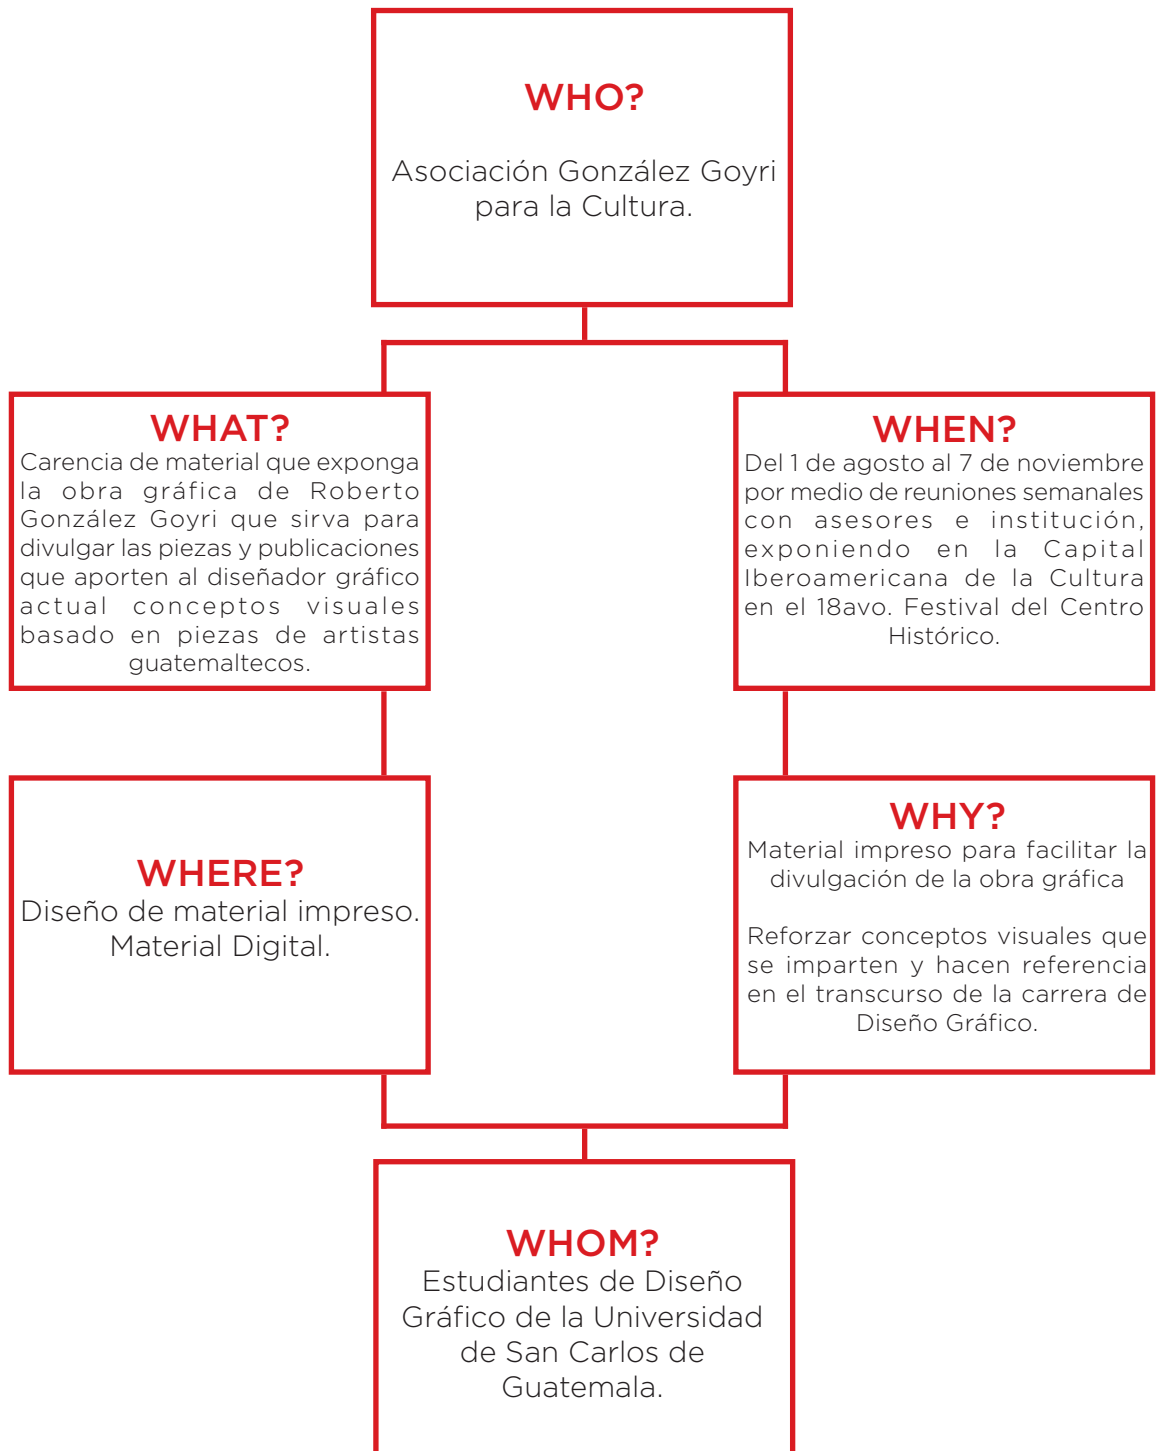 WHO?
Asociación González Goyri
para la Cultura.
WHAT?
Carencia de material que exponga
la obra gráfica de Roberto
González Goyri que sirva para
divulgar las piezas y publicaciones
que aporten al diseñador gráfico
actual conceptos visuales
basado en piezas de artistas
guatemaltecos.
WHEN?
Del 1 de agosto al 7 de noviembre
por medio de reuniones semanales
con asesores e institución,
exponiendo en la Capital
Iberoamericana de la Cultura
en el 18avo. Festival del Centro
Histórico.
WHERE?
Diseño de material impreso.
Material Digital.
WHY?
Material impreso para facilitar la
divulgación de la obra gráfica
Reforzar conceptos visuales que
se imparten y hacen referencia
en el transcurso de la carrera de
Diseño Gráfico.
WHOM?
Estudiantes de Diseño
Gráfico de la Universidad
de San Carlos de
Guatemala.